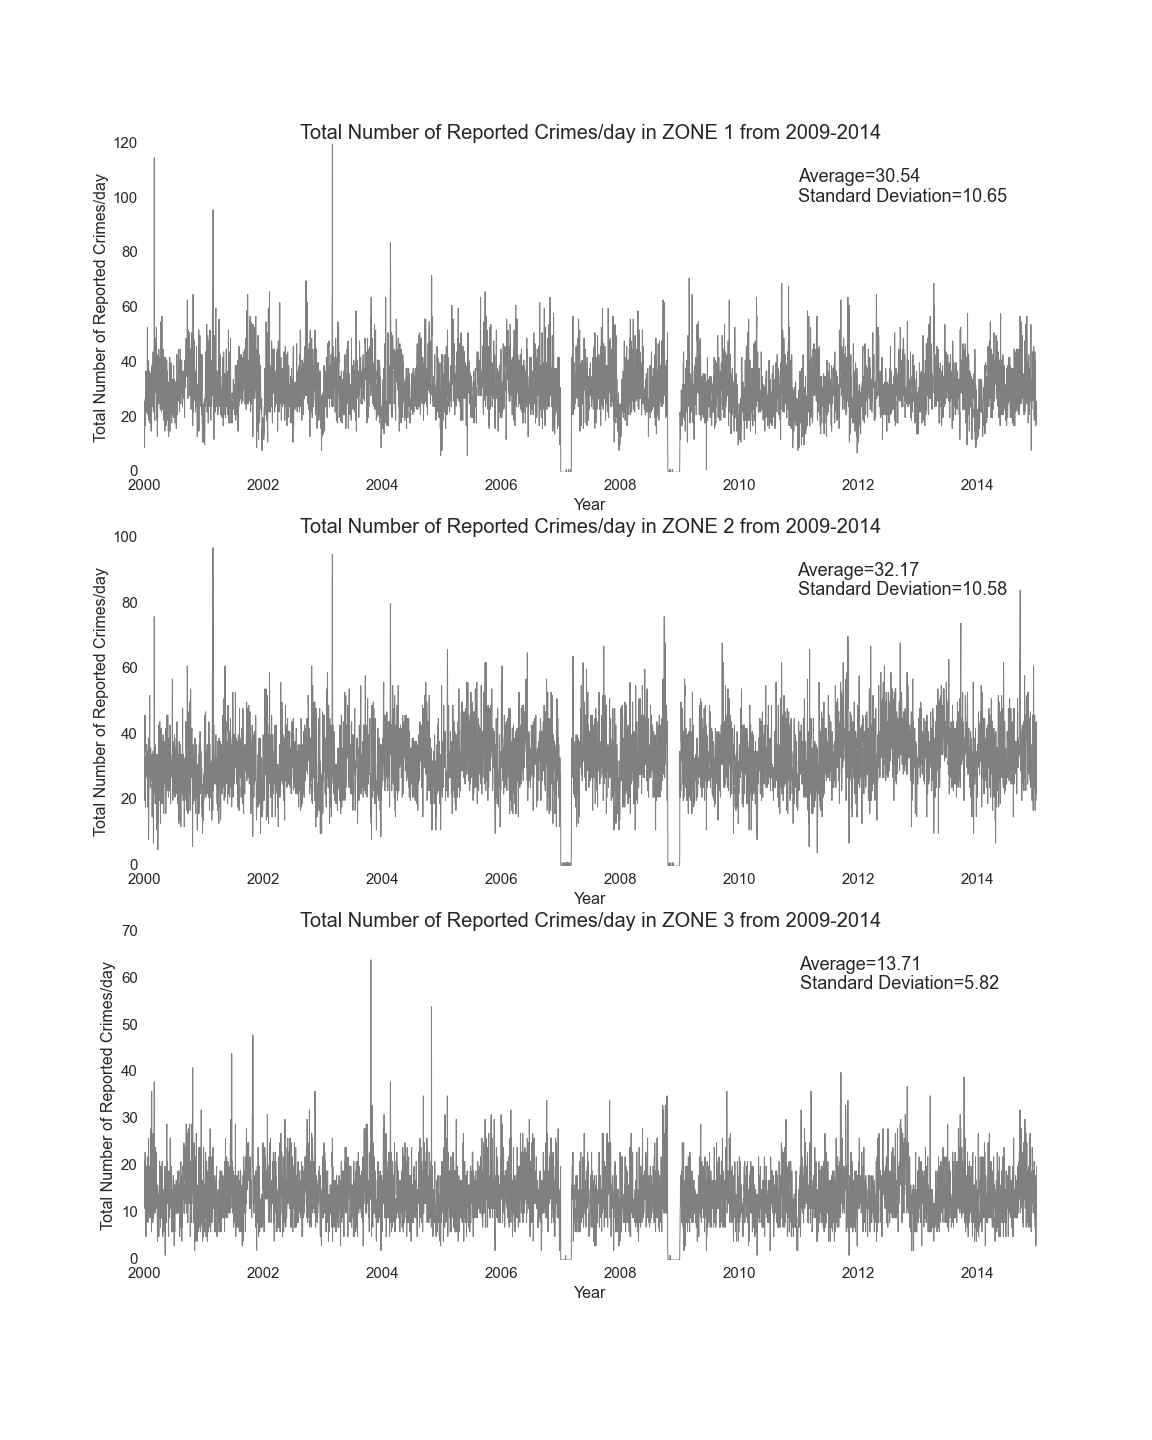 Total Number of Reported Crimes/day in ZONE 1 from 2009-2014
120
100
80
60
40
20
0
Total Number of Reported Crimes/day
Average=30.54
Standard Deviation=10.65
2000 2002 2004 2006 2008 2010 2012 2014
Year
Total Number of Reported Crimes/day in ZONE 2 from 2009-2014
100
80
60
40
20
0
Total Number of Reported Crimes/day
Average=32.17
Standard Deviation=10.58
2000 2002 2004 2006 2008 2010 2012 2014
Year
Total Number of Reported Crimes/day in ZONE 3 from 2009-2014
70
60
50
40
30
20
10
0
Total Number of Reported Crimes/day
Average=13.71
Standard Deviation=5.82
2000 2002 2004 2006 2008 2010 2012 2014
Year